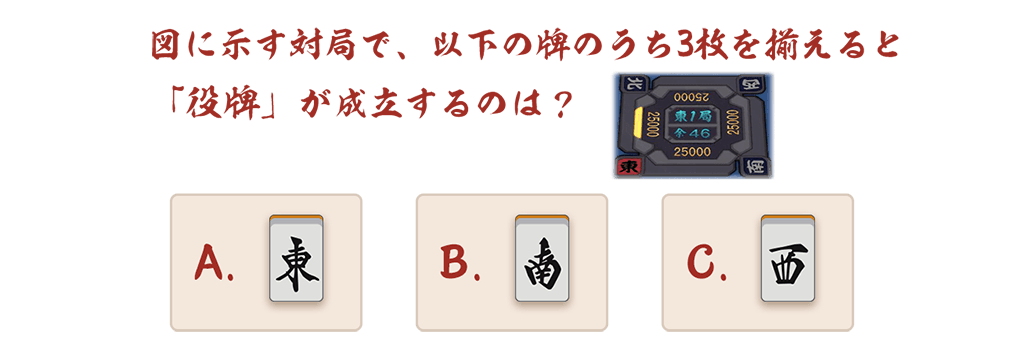 図に示す対局で、以下の牌のうち3枚を揃えると
「役牌」が成立するのは？
北
西
25000
25000
東1局
余46
25000
25000
東
南
A. 東
B. 南
C. 西